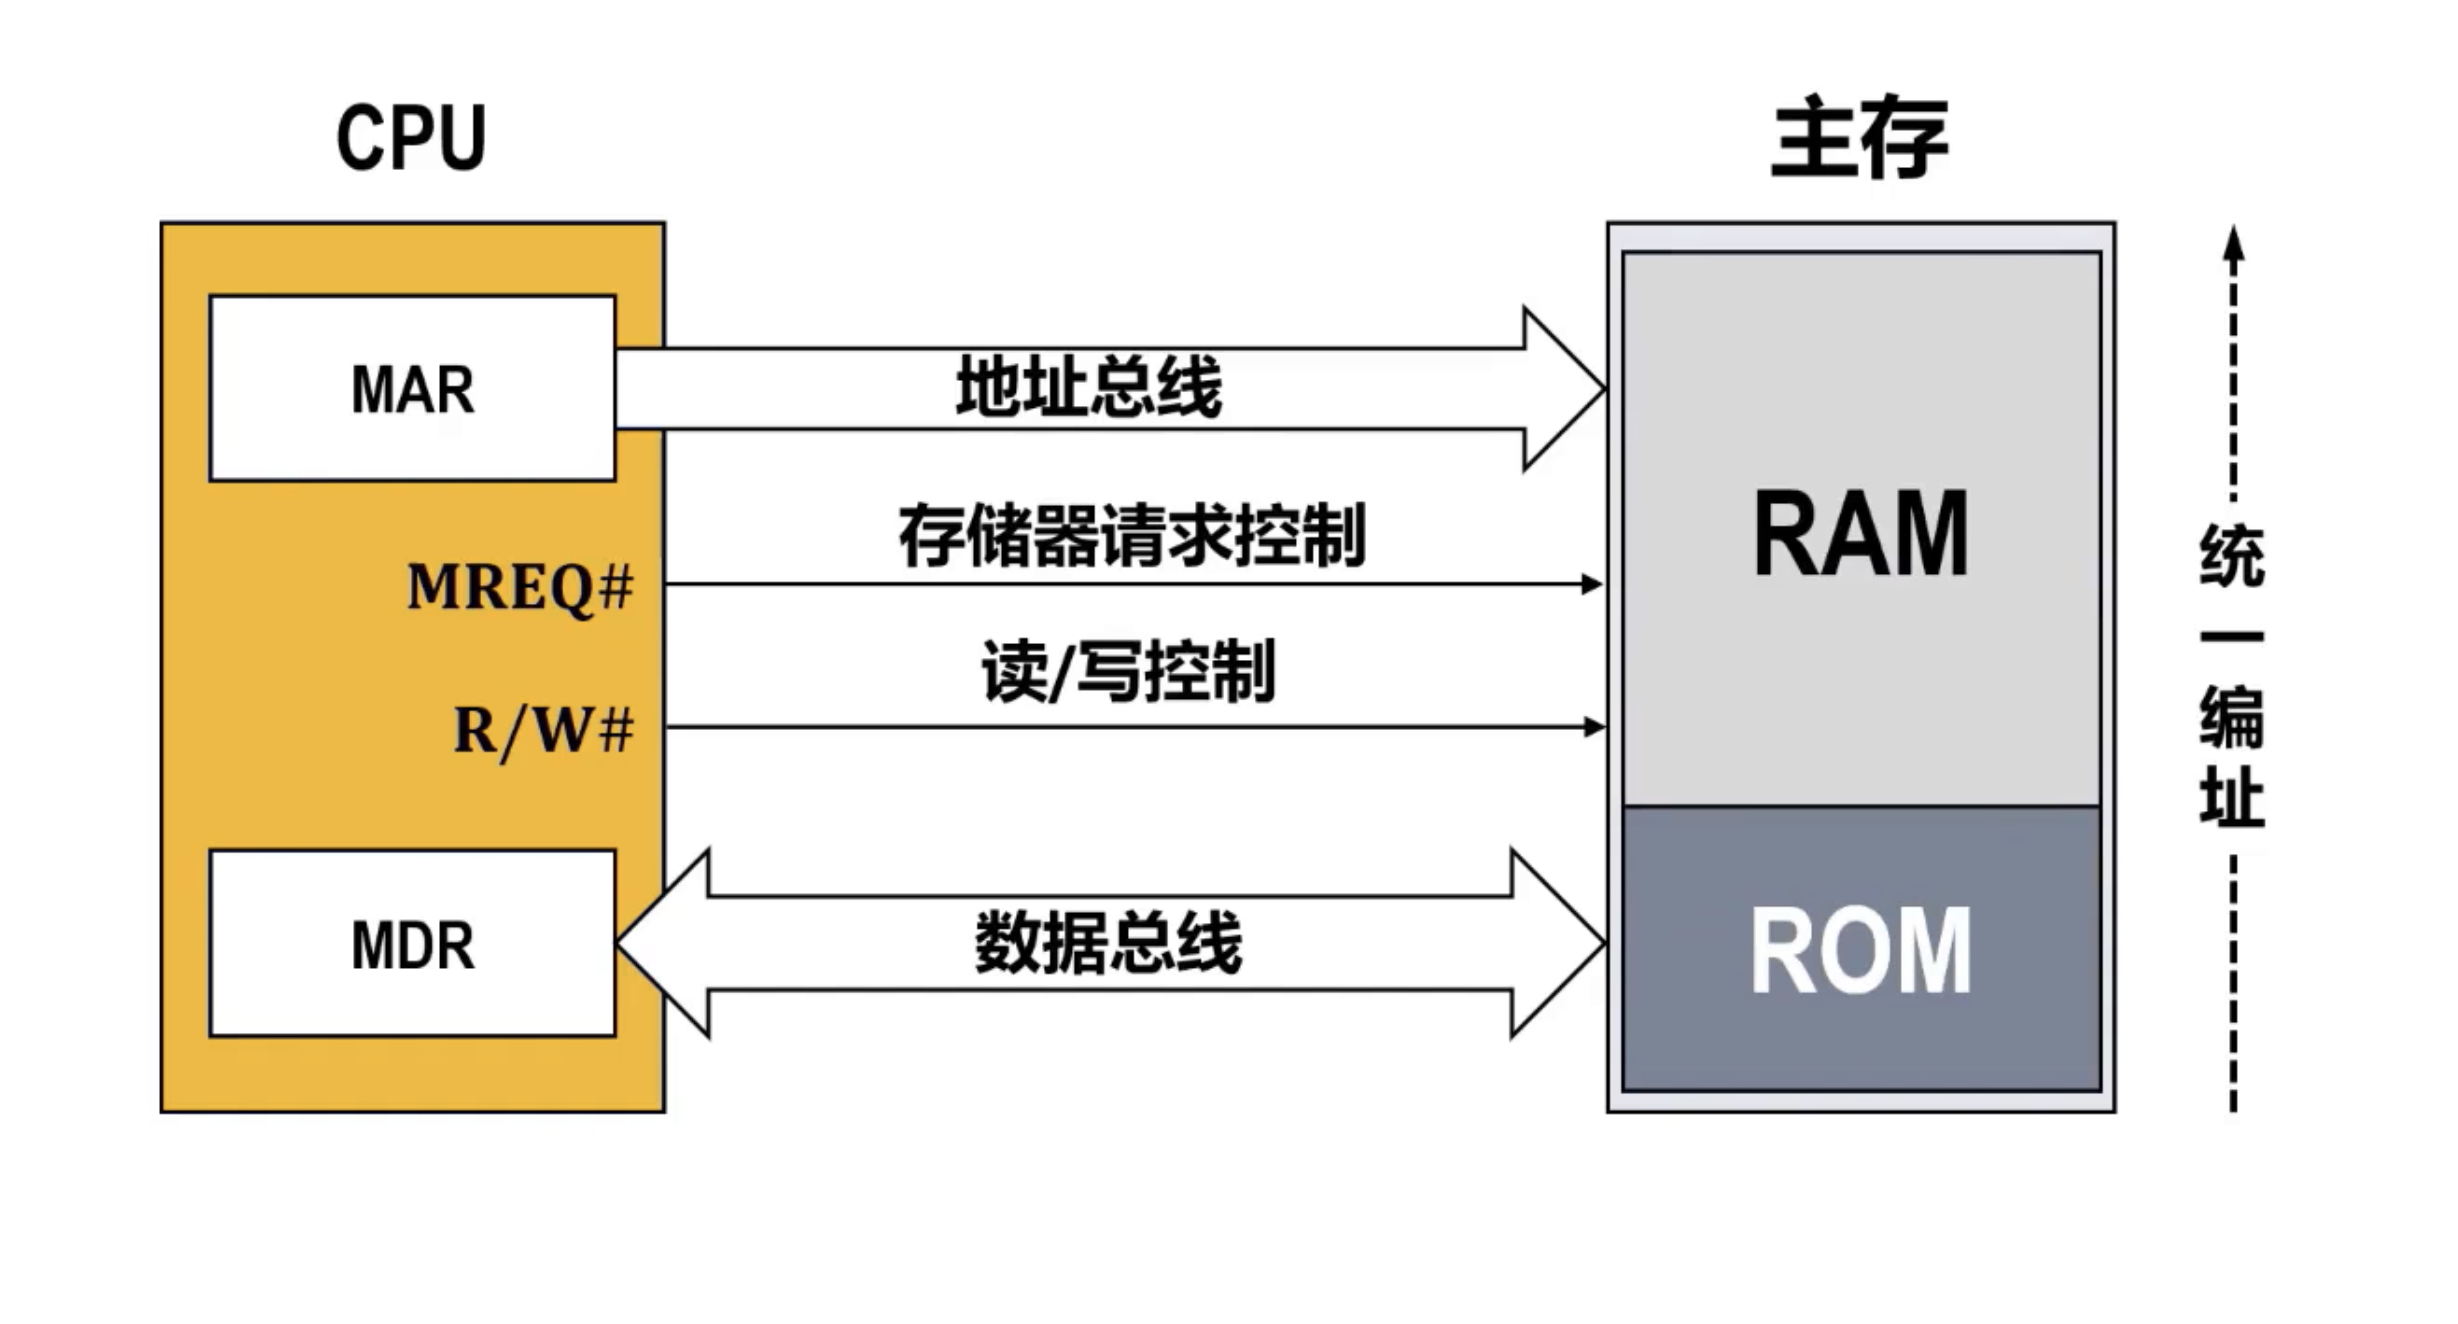 CPU
主存
MAR
地址总线
存储器请求控制
MREQ#
读/写控制
R/W#
MDR
数据总线
RAM
ROM
统一编址